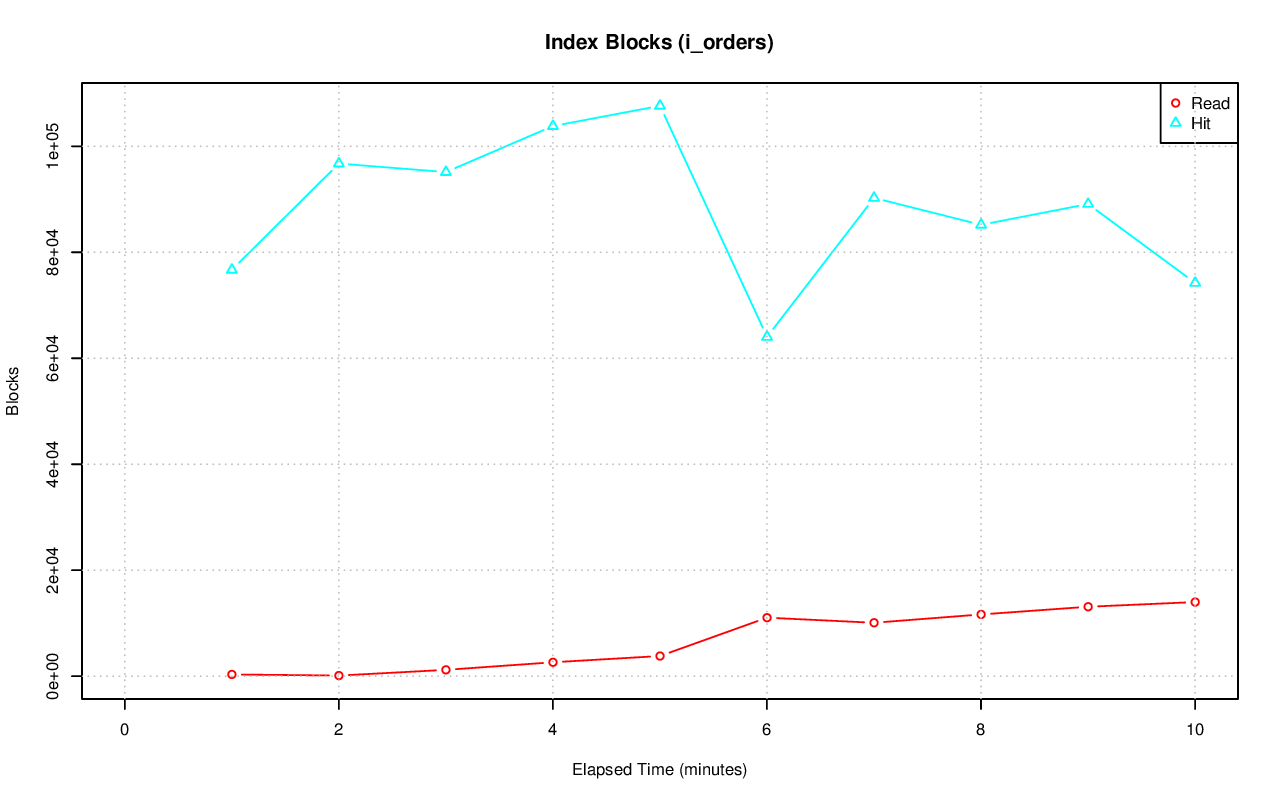 Index Blocks (i_orders)
Read
Hit
1e+05
8e+04
6e+04
4e+04
2e+04
0e+00
Blocks
0 2 4 6 8 10
Elapsed Time (minutes)